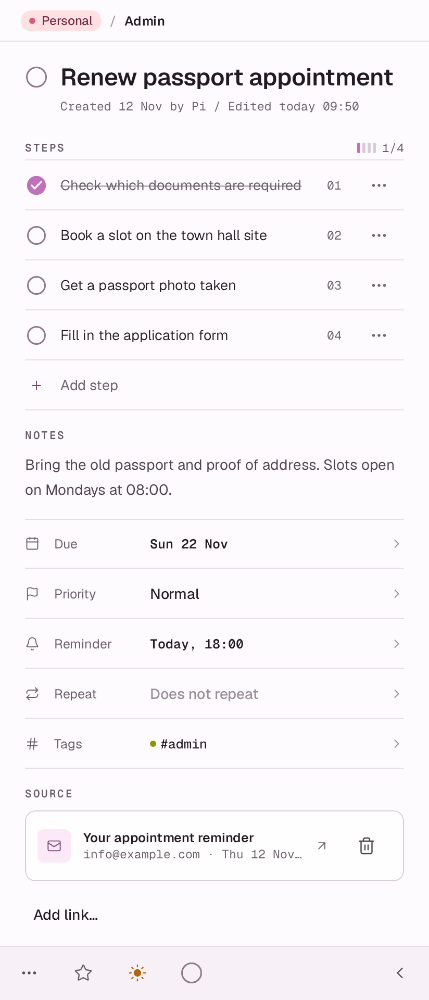 Personal / Admin
Renew passport appointment
Created 12 Nov by Pi / Edited today 09:50
STEPS 1/4
Check which documents are required 01
Book a slot on the town hall site 02
Get a passport photo taken 03
Fill in the application form 04
+ Add step
NOTES
Bring the old passport and proof of address. Slots open
on Mondays at 08:00.
Due Sun 22 Nov
Priority Normal
Reminder Today, 18:00
Repeat Does not repeat
Tags #admin
SOURCE
Your appointment reminder
info@example.com · Thu 12 Nov…
Add link…